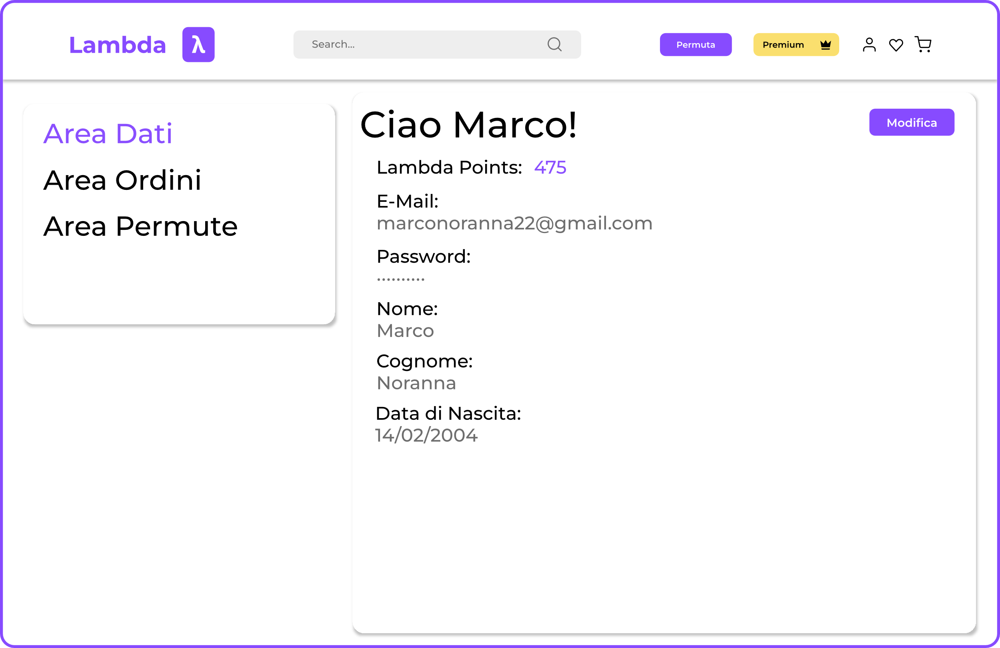 Lambda λ
Search...
Permuta
Premium
Area Dati
Area Ordini
Area Permute
Ciao Marco!
Modifica
Lambda Points: 475
E-Mail:
marconoranna22@gmail.com
Password:
··········
Nome:
Marco
Cognome:
Noranna
Data di Nascita:
14/02/2004